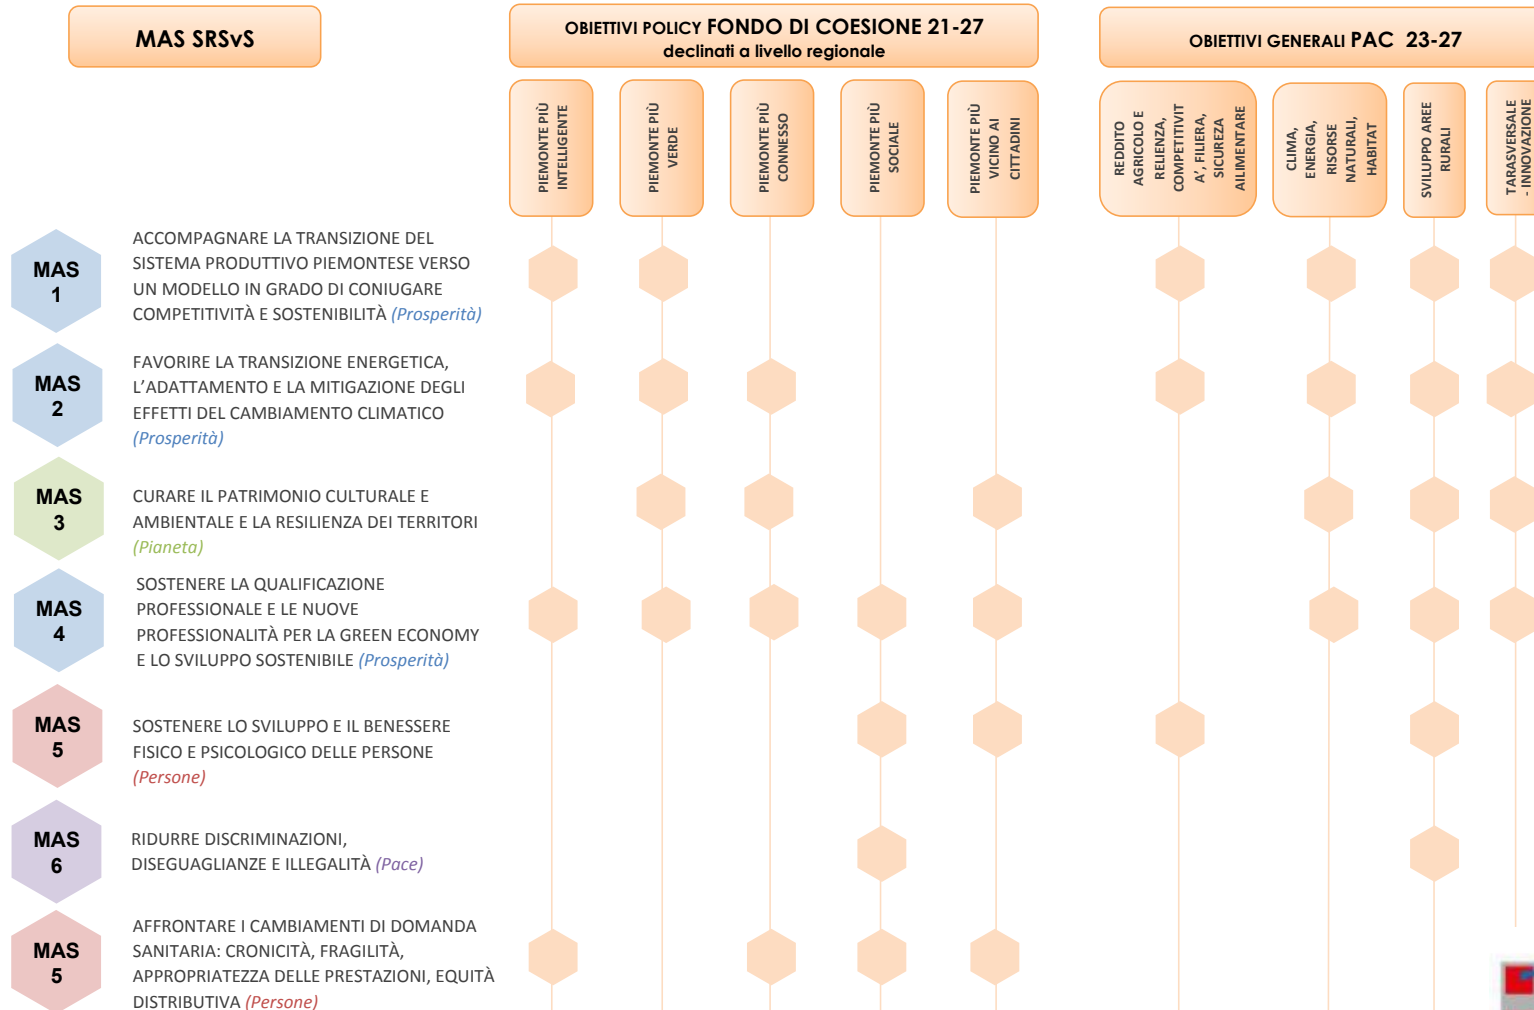 MAS SRSvS
OBIETTIVI POLICY FONDO DI COESIONE 21-27
declinati a livello regionale
OBIETTIVI GENERALI PAC 23-27
PIEMONTE PIÙ
INTELLIGENTE
PIEMONTE PIÙ
VERDE
PIEMONTE PIÙ
CONNESSO
PIEMONTE PIÙ
SOCIALE
PIEMONTE PIÙ
VICINO AI
CITTADINI
REDDITO
AGRICOLO E
RELIENZA,
COMPETITIVIT
A', FILIERA,
SICUREZA
AILIMENTARE
CLIMA,
ENERGIA,
RISORSE
NATURALI,
HABITAT
SVILUPPO AREE
RURALI
TARASVERSALE
- INNOVAZIONE
MAS
1
ACCOMPAGNARE LA TRANSIZIONE DEL
SISTEMA PRODUTTIVO PIEMONTESE VERSO
UN MODELLO IN GRADO DI CONIUGARE
COMPETITIVITÀ E SOSTENIBILITÀ (Prosperità)
MAS
2
FAVORIRE LA TRANSIZIONE ENERGETICA,
L'ADATTAMENTO E LA MITIGAZIONE DEGLI
EFFETTI DEL CAMBIAMENTO CLIMATICO
(Prosperità)
MAS
3
CURARE IL PATRIMONIO CULTURALE E
AMBIENTALE E LA RESILIENZA DEI TERRITORI
(Pianeta)
MAS
4
SOSTENERE LA QUALIFICAZIONE
PROFESSIONALE E LE NUOVE
PROFESSIONALITÀ PER LA GREEN ECONOMY
E LO SVILUPPO SOSTENIBILE (Prosperità)
MAS
5
SOSTENERE LO SVILUPPO E IL BENESSERE
FISICO E PSICOLOGICO DELLE PERSONE
(Persone)
MAS
6
RIDURRE DISCRIMINAZIONI,
DISEGUAGLIANZE E ILLEGALITÀ (Pace)
MAS
5
AFFRONTARE I CAMBIAMENTI DI DOMANDA
SANITARIA: CRONICITÀ, FRAGILITÀ,
APPROPRIATEZZA DELLE PRESTAZIONI, EQUITÀ
DISTRIBUTIVA (Persone)